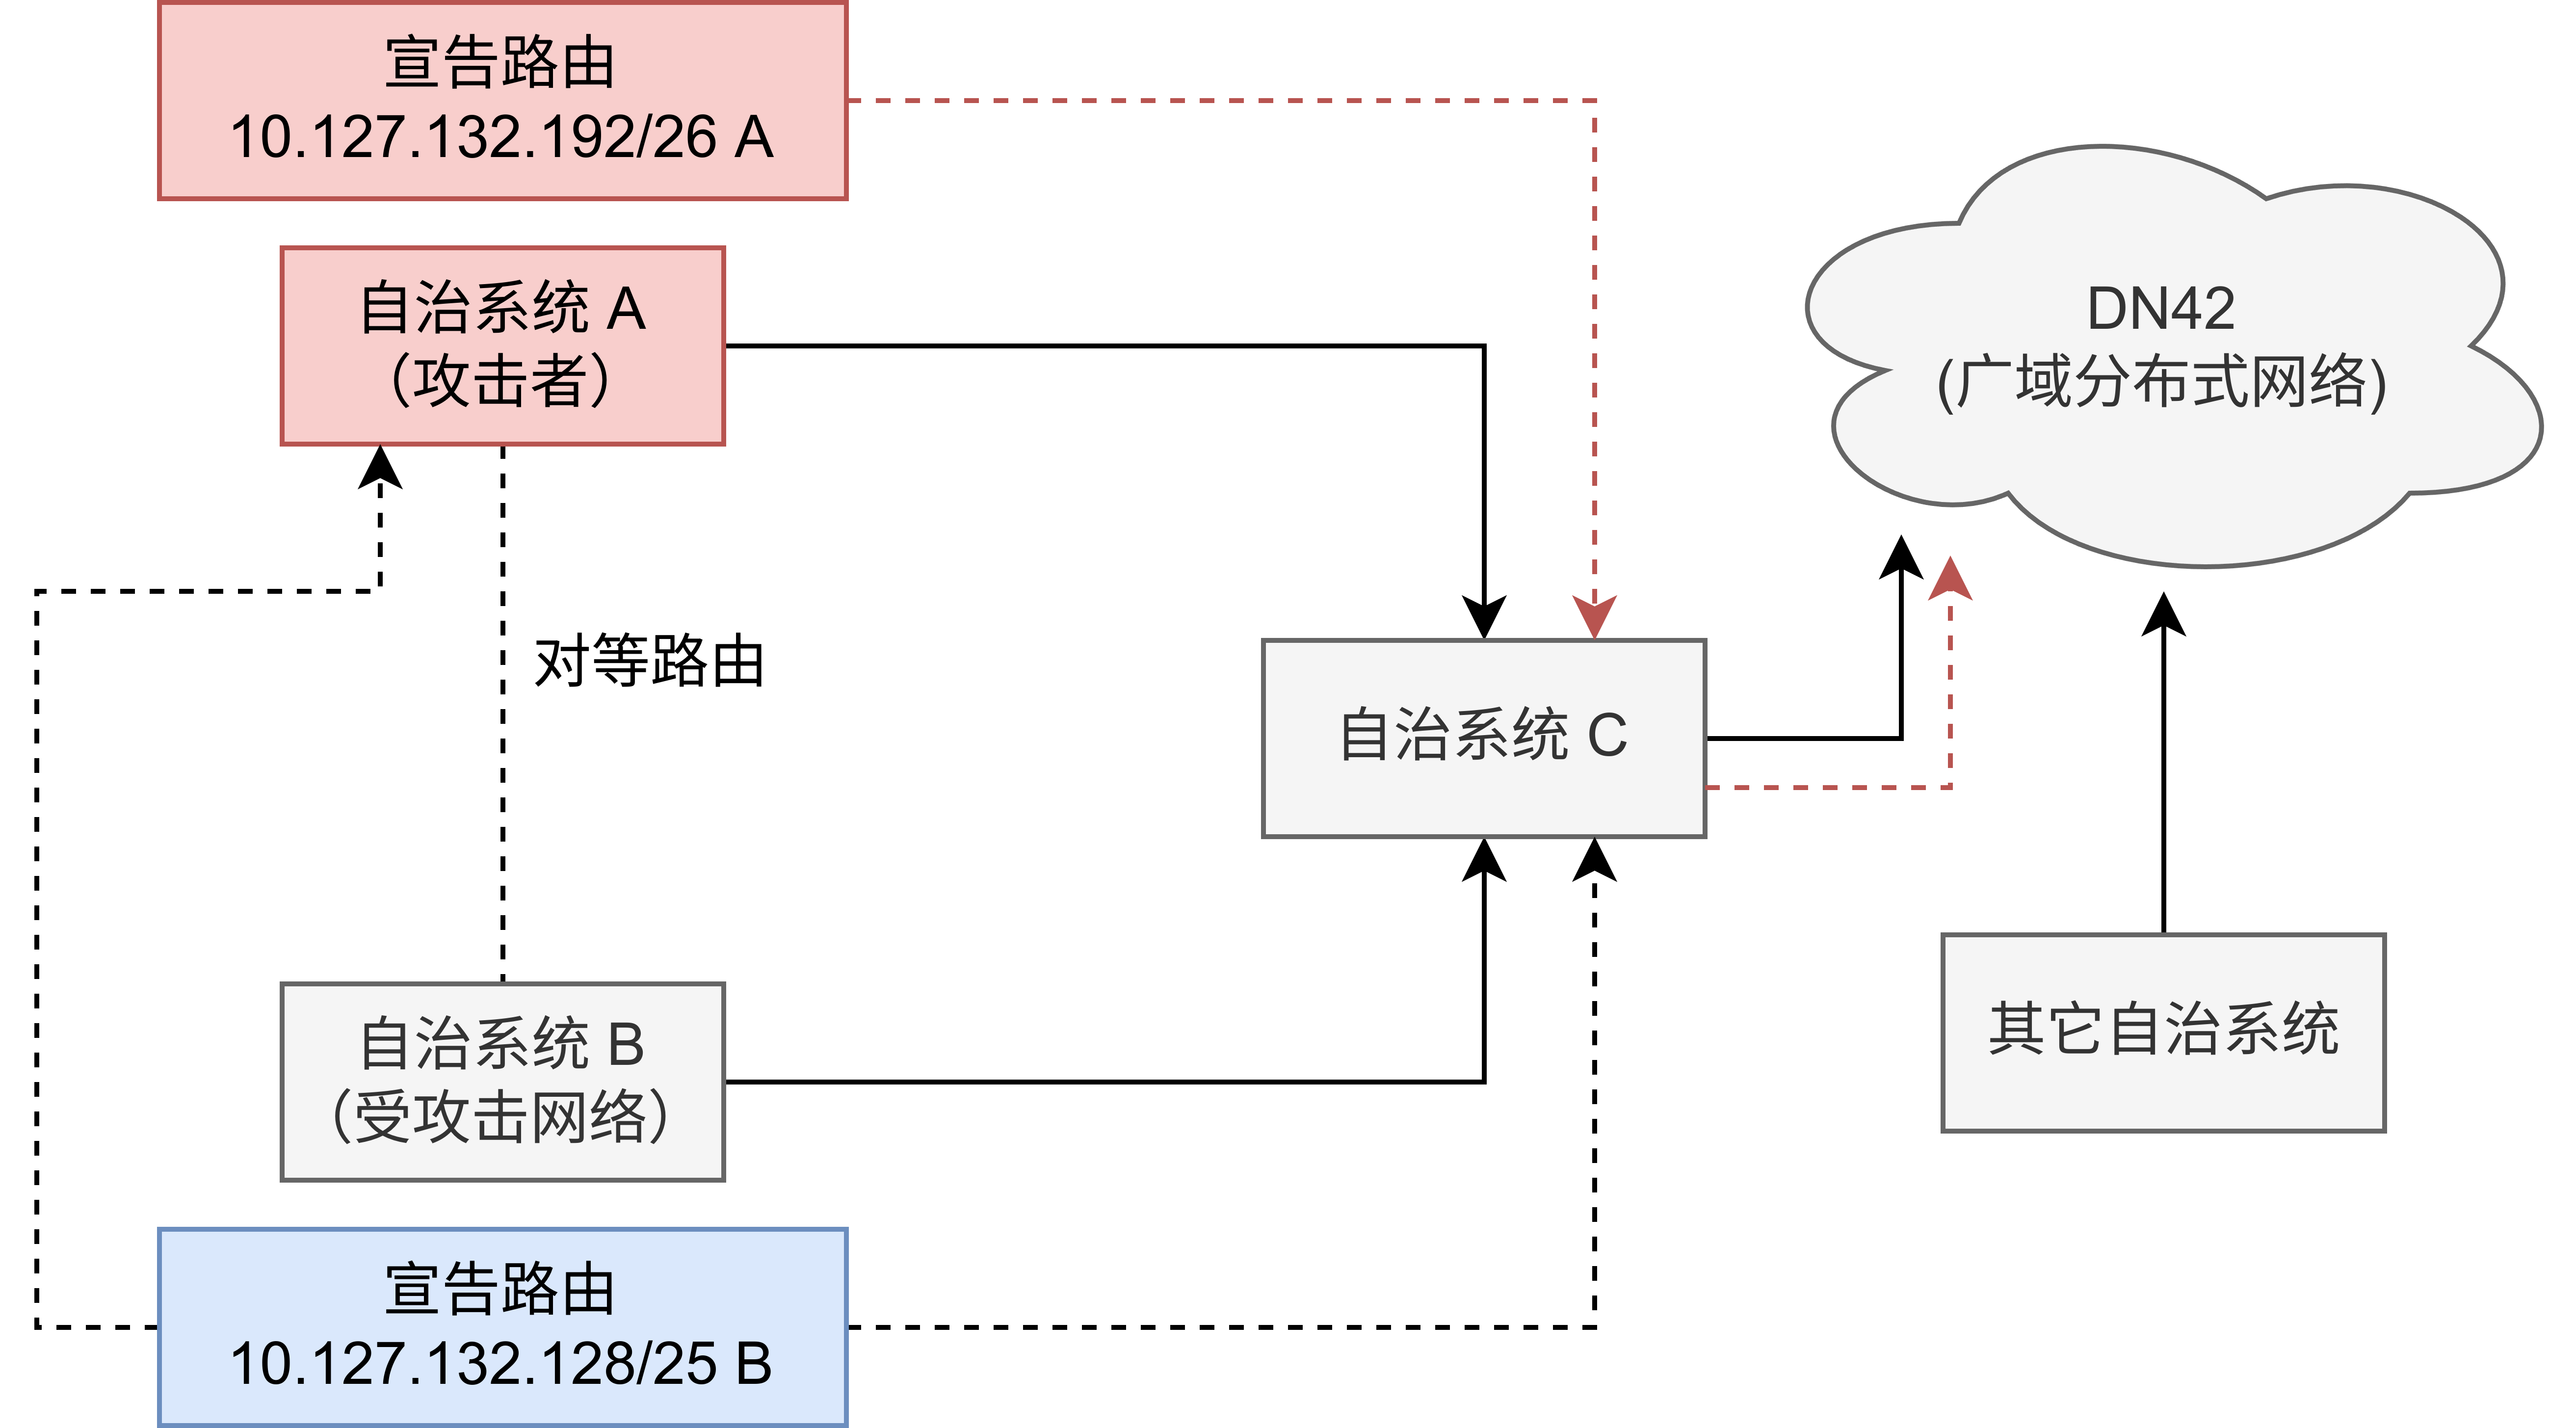 宣告路由
10.127.132.192/26 A
自治系统 A
（攻击者）
DN42
(广域分布式网络)
对等路由
自治系统 C
自治系统 B
（受攻击网络）
其它自治系统
宣告路由
10.127.132.128/25 B